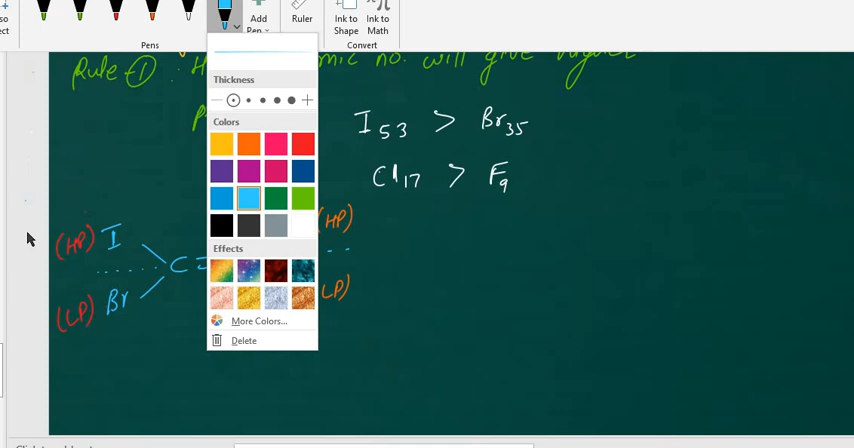 Add
Pen
Ruler
Ink to
Shape
Ink to
Math
Pens
Convert
Rule-① : H
mic no. will give higher
Thickness
Colors
Effects
More Colors...
Delete
I53 > Br35
Cl17 > F9
(HP) I
C =
(HP)
(LP) Br
LP)